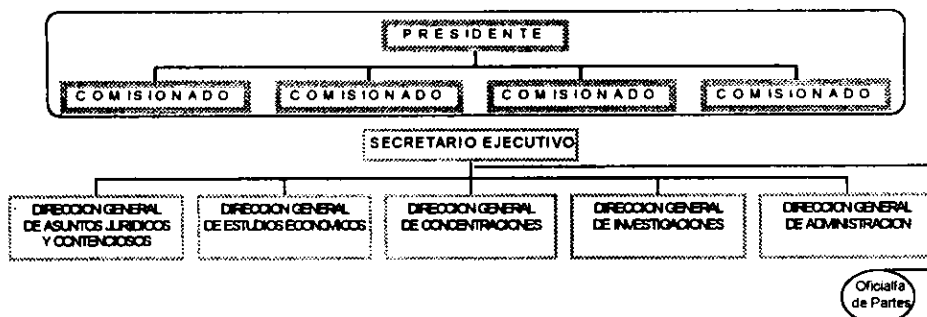 PRESIDENTE
COMISIONADO COMISIONADO COMISIONADO COMISIONADO
SECRETARIO EJECUTIVO
DIRECCION GENERAL
DE ASUNTOS JURIDICOS
Y CONTENCIOSOS
DIRECCION GENERAL
DE ESTUDIOS ECONOMICOS
DIRECCION GENERAL
DE CONCENTRACIONES
DIRECCION GENERAL
DE INVESTIGACIONES
DIRECCION GENERAL
DE ADMINISTRACION
Oficialía
de Partes